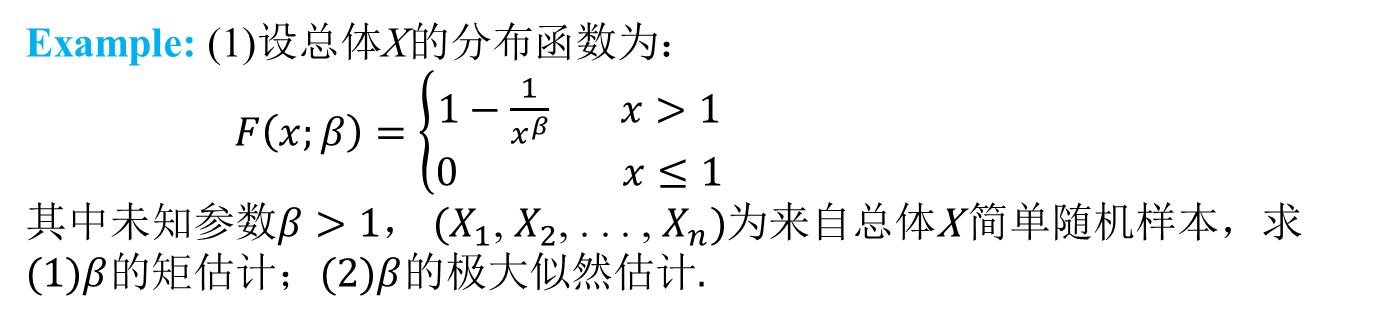 Example: (1)设总体X的分布函数为：
F(x; β) = { 1 − 1/x^β   x > 1
0   x ≤ 1
其中未知参数β > 1， (X₁, X₂, . . . , Xₙ)为来自总体X简单随机样本，求
(1)β的矩估计；(2)β的极大似然估计.